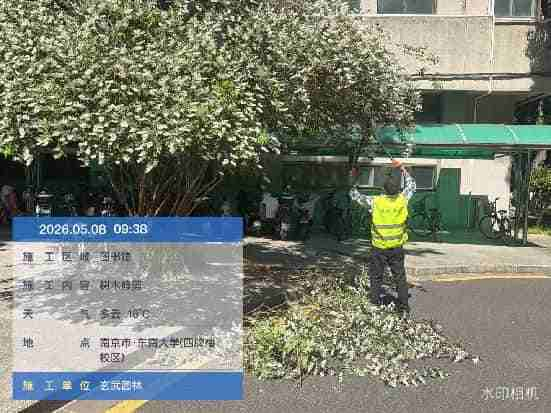 2026.05.08 09:38
施工区域 图书馆
施工内容 树木修剪
天气 多云 18℃
地点 南京市·东南大学(四牌楼
校区)
施工单位 玄武园林
水印相机